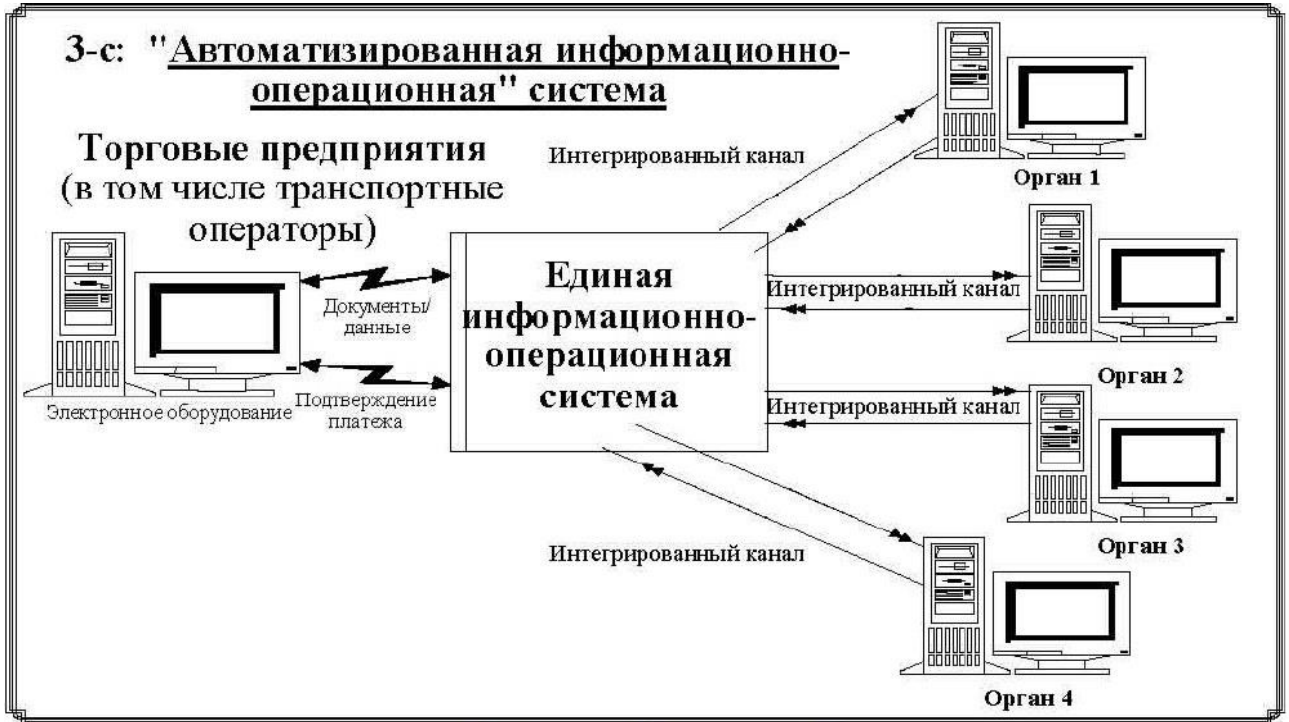 3-с: "Автоматизированная информационно-
операционная" система
Торговые предприятия
(в том числе транспортные
операторы)
Документы/
данные
Подтверждение
платежа
Электронное оборудование
Единая
информационно-
операционная
система
Интегрированный канал
Орган 1
Интегрированный канал
Орган 2
Интегрированный канал
Орган 3
Интегрированный канал
Орган 4